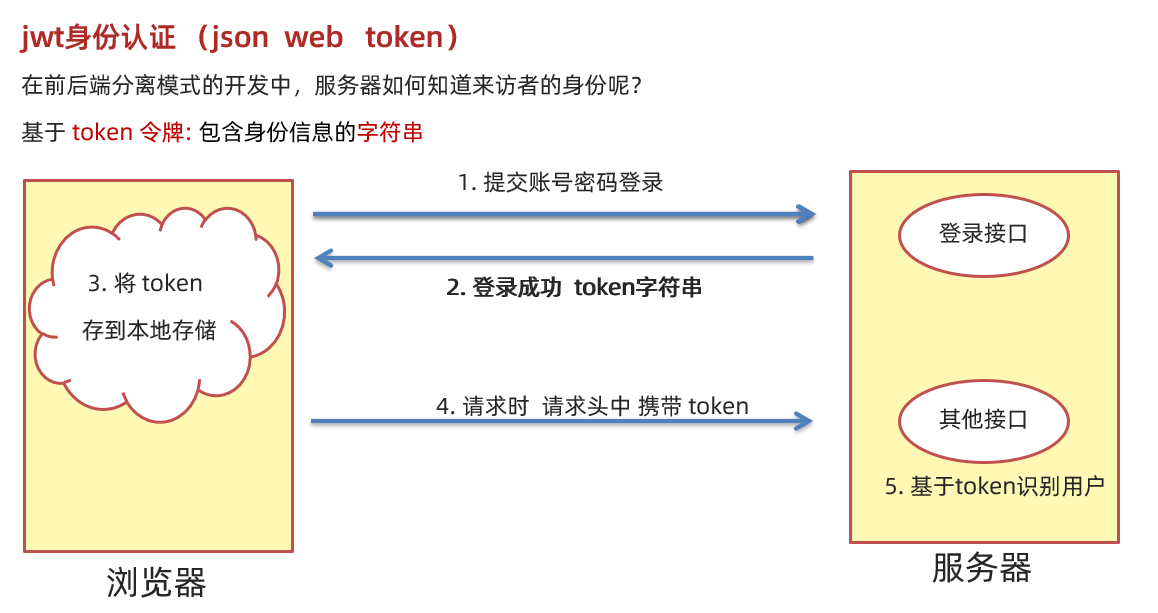 jwt身份认证 （json web token）
在前后端分离模式的开发中，服务器如何知道来访者的身份呢？
基于 token 令牌: 包含身份信息的字符串
1. 提交账号密码登录
登录接口
2. 登录成功 token字符串
3. 将 token
存到本地存储
4. 请求时 请求头中 携带 token
其他接口
5. 基于token识别用户
浏览器
服务器